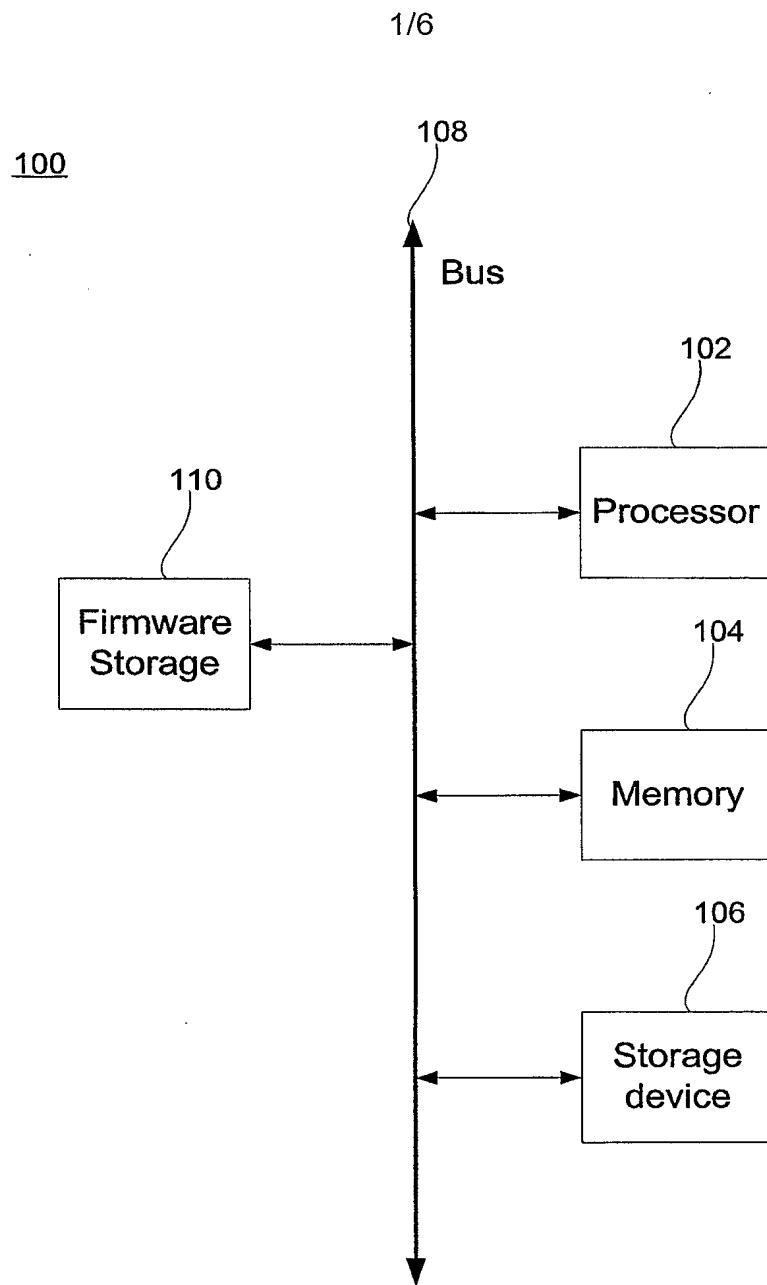 1/6
108
100
Bus
102
Processor
110
Firmware
Storage
104
Memory
106
Storage
device